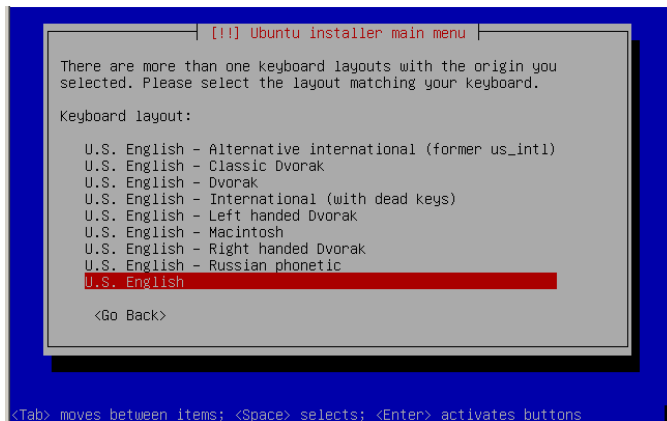 [!!] Ubuntu installer main menu
There are more than one keyboard layouts with the origin you
selected. Please select the layout matching your keyboard.
Keyboard layout:
U.S. English – Alternative international (former us_intl)
U.S. English – Classic Dvorak
U.S. English – Dvorak
U.S. English – International (with dead keys)
U.S. English – Left handed Dvorak
U.S. English – Macintosh
U.S. English – Right handed Dvorak
U.S. English – Russian phonetic
U.S. English
<Go Back>
<Tab> moves between items; <Space> selects; <Enter> activates buttons